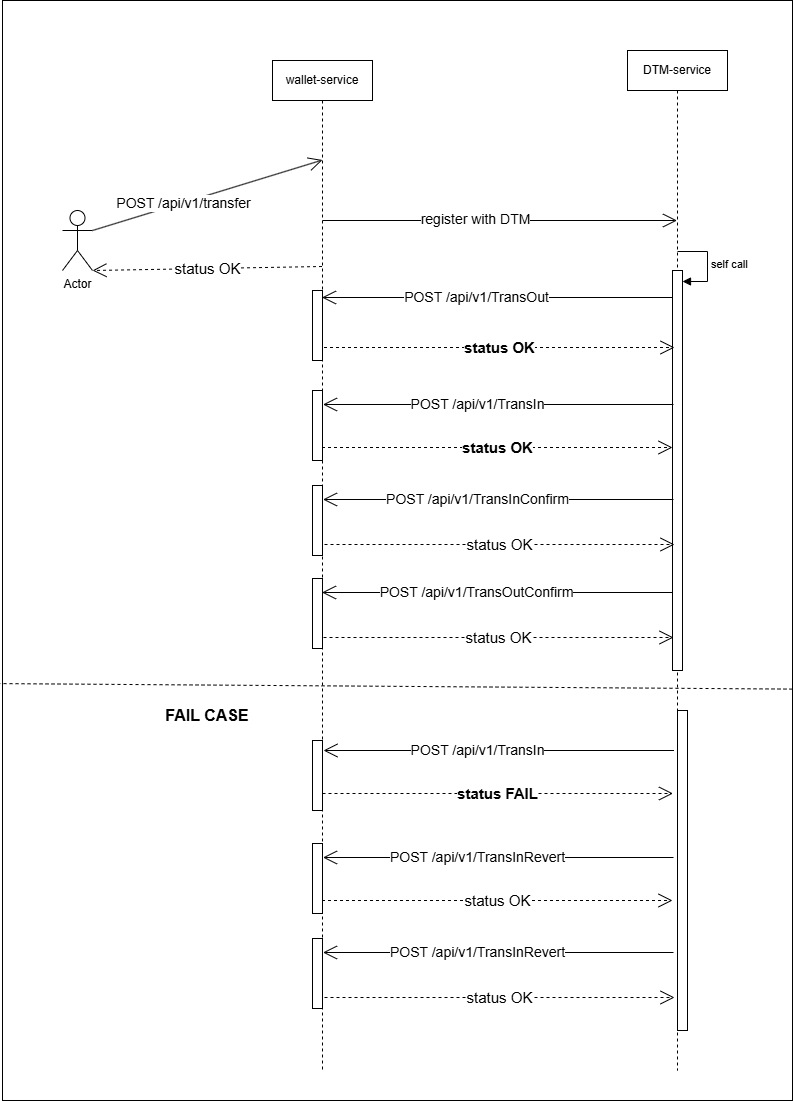 DTM-service
wallet-service
POST /api/v1/transfer
register with DTM
status OK
self call
Actor
POST /api/v1/TransOut
status OK
POST /api/v1/TransIn
status OK
POST /api/v1/TransInConfirm
status OK
POST /api/v1/TransOutConfirm
status OK
FAIL CASE
POST /api/v1/TransIn
status FAIL
POST /api/v1/TransInRevert
status OK
POST /api/v1/TransInRevert
status OK